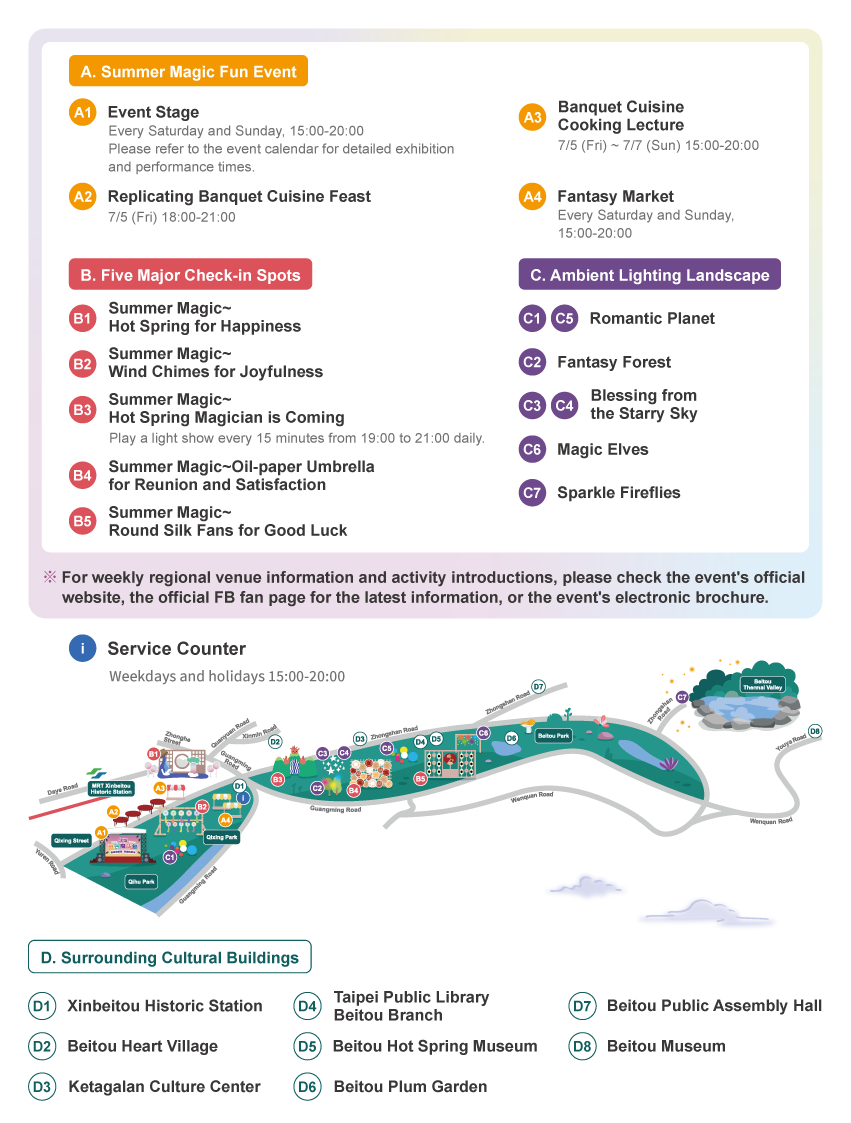 A. Summer Magic Fun Event
A1 Event Stage
Every Saturday and Sunday, 15:00-20:00
Please refer to the event calendar for detailed exhibition
and performance times.
A2 Replicating Banquet Cuisine Feast
7/5 (Fri) 18:00-21:00
A3 Banquet Cuisine
Cooking Lecture
7/5 (Fri) ~ 7/7 (Sun) 15:00-20:00
A4 Fantasy Market
Every Saturday and Sunday,
15:00-20:00
B. Five Major Check-in Spots
B1 Summer Magic~
Hot Spring for Happiness
B2 Summer Magic~
Wind Chimes for Joyfulness
B3 Summer Magic~
Hot Spring Magician is Coming
Play a light show every 15 minutes from 19:00 to 21:00 daily.
B4 Summer Magic~Oil-paper Umbrella
for Reunion and Satisfaction
B5 Summer Magic~
Round Silk Fans for Good Luck
C. Ambient Lighting Landscape
C1 C5 Romantic Planet
C2 Fantasy Forest
C3 C4 Blessing from
the Starry Sky
C6 Magic Elves
C7 Sparkle Fireflies
※ For weekly regional venue information and activity introductions, please check the event's official
website, the official FB fan page for the latest information, or the event's electronic brochure.
i Service Counter
Weekdays and holidays 15:00-20:00
D7
Zhongshan Road
C7
Zhongshan
Road
Beitou
Thermal Valley
D8
Youya Road
Zhonghe
Street
Quanyuan Road
Xinmin Road
D2
D3
Zhongshan Road
C6
D6
Beitou Park
B1
Guangming
Road
C3
C4
C5
D4
D5
MRT Xinbeitou
Historic Station
Daye Road
A3
D1
i
B3
C2
B4
B5
Guangming Road
Wenquan Road
Wenquan Road
A2
B2
A4
A1
Qixing Street
Qixing Park
Yuren Road
C1
Qihu Park
Guangming Road
D. Surrounding Cultural Buildings
D1 Xinbeitou Historic Station
D2 Beitou Heart Village
D3 Ketagalan Culture Center
D4 Taipei Public Library
Beitou Branch
D5 Beitou Hot Spring Museum
D6 Beitou Plum Garden
D7 Beitou Public Assembly Hall
D8 Beitou Museum